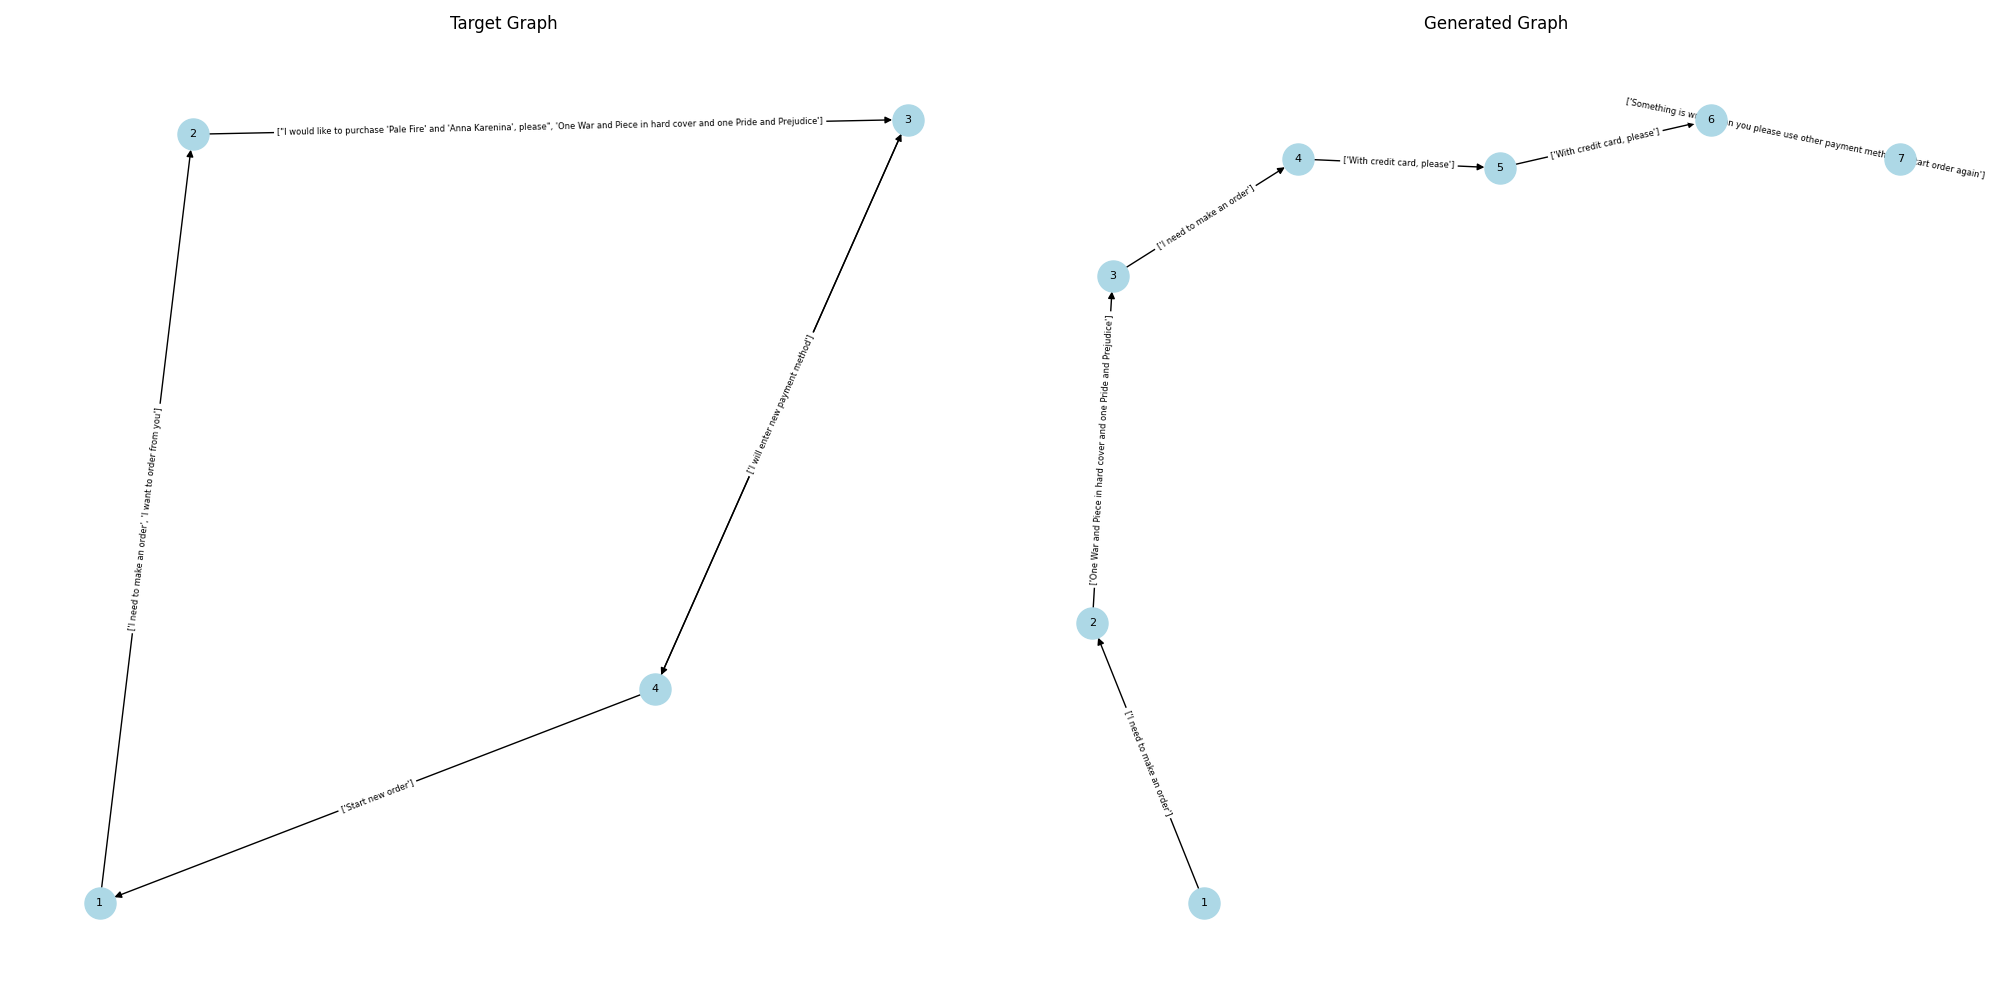 Target Graph
2
["I would like to purchase 'Pale Fire' and 'Anna Karenina', please", 'One War and Piece in hard cover and one Pride and Prejudice']
3
['I need to make an order', 'I want to order from you']
['I will enter new payment method']
4
['Start new order']
1
Generated Graph
['Something is 6 n you please use other payment meth 7 art order again']
4
['With credit card, please']
5
['With credit card, please']
['I need to make an order']
3
['One War and Piece in hard cover and one Pride and Prejudice']
2
['I need to make an order']
1